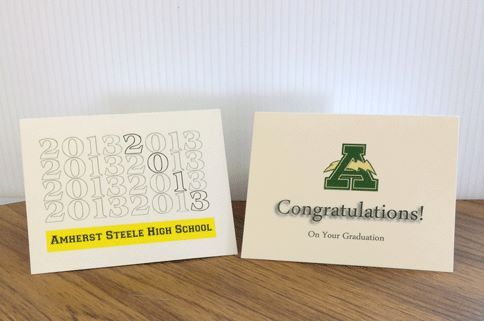 20132013
20132013
20132013
20132013
Amherst Steele High School
A
Congratulations!
On Your Graduation